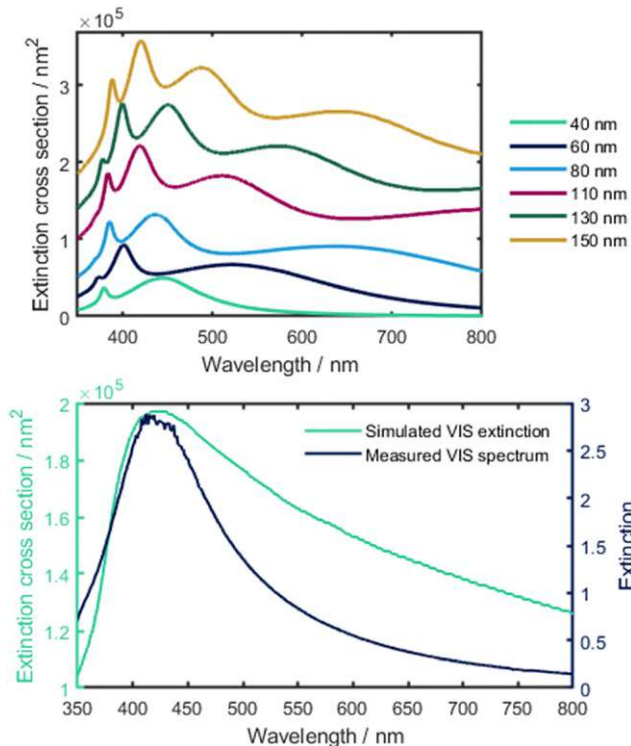 × 10⁵
Extinction cross section / nm²
3
2
1
0
400 500 600 700 800
Wavelength / nm
40 nm
60 nm
80 nm
110 nm
130 nm
150 nm
× 10⁵
Extinction cross section / nm²
2
1.8
1.6
1.4
1.2
1
Simulated VIS extinction
Measured VIS spectrum
3
2.5
2
1.5
1
0.5
0
Extinction
350 400 450 500 550 600 650 700 750 800
Wavelength / nm